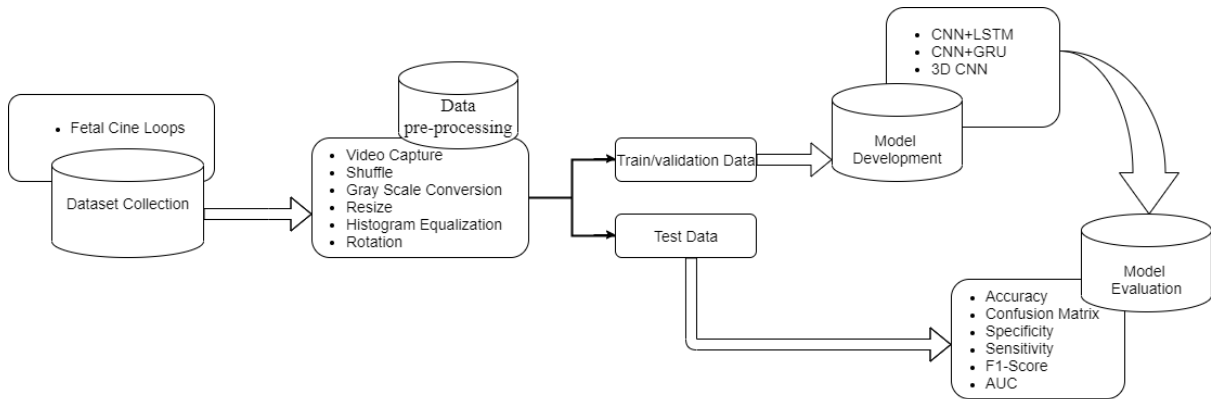 • Fetal Cine Loops
Dataset Collection
Data
pre-processing
• Video Capture
• Shuffle
• Gray Scale Conversion
• Resize
• Histogram Equalization
• Rotation
Train/validation Data
Test Data
• CNN+LSTM
• CNN+GRU
• 3D CNN
Model
Development
Model
Evaluation
• Accuracy
• Confusion Matrix
• Specificity
• Sensitivity
• F1-Score
• AUC